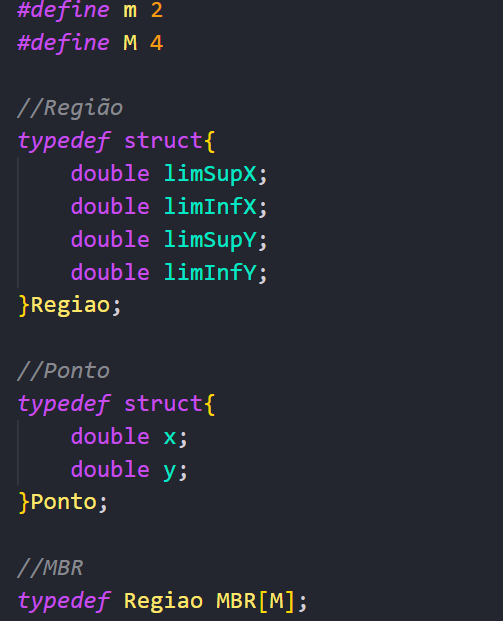 #define m 2
#define M 4
//Região
typedef struct{
    double limSupX;
    double limInfX;
    double limSupY;
    double limInfY;
}Regiao;
//Ponto
typedef struct{
    double x;
    double y;
}Ponto;
//MBR
typedef Regiao MBR[M];